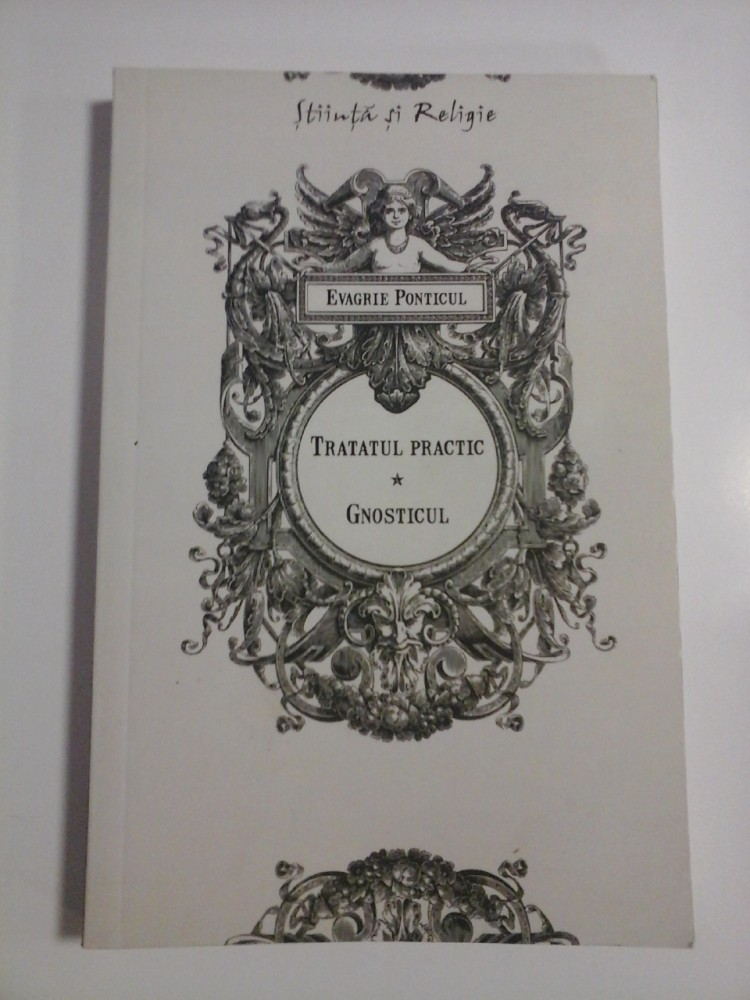 Știință și Religie
EVAGRIE PONTICUL
TRATATUL PRACTIC
★
GNOSTICUL